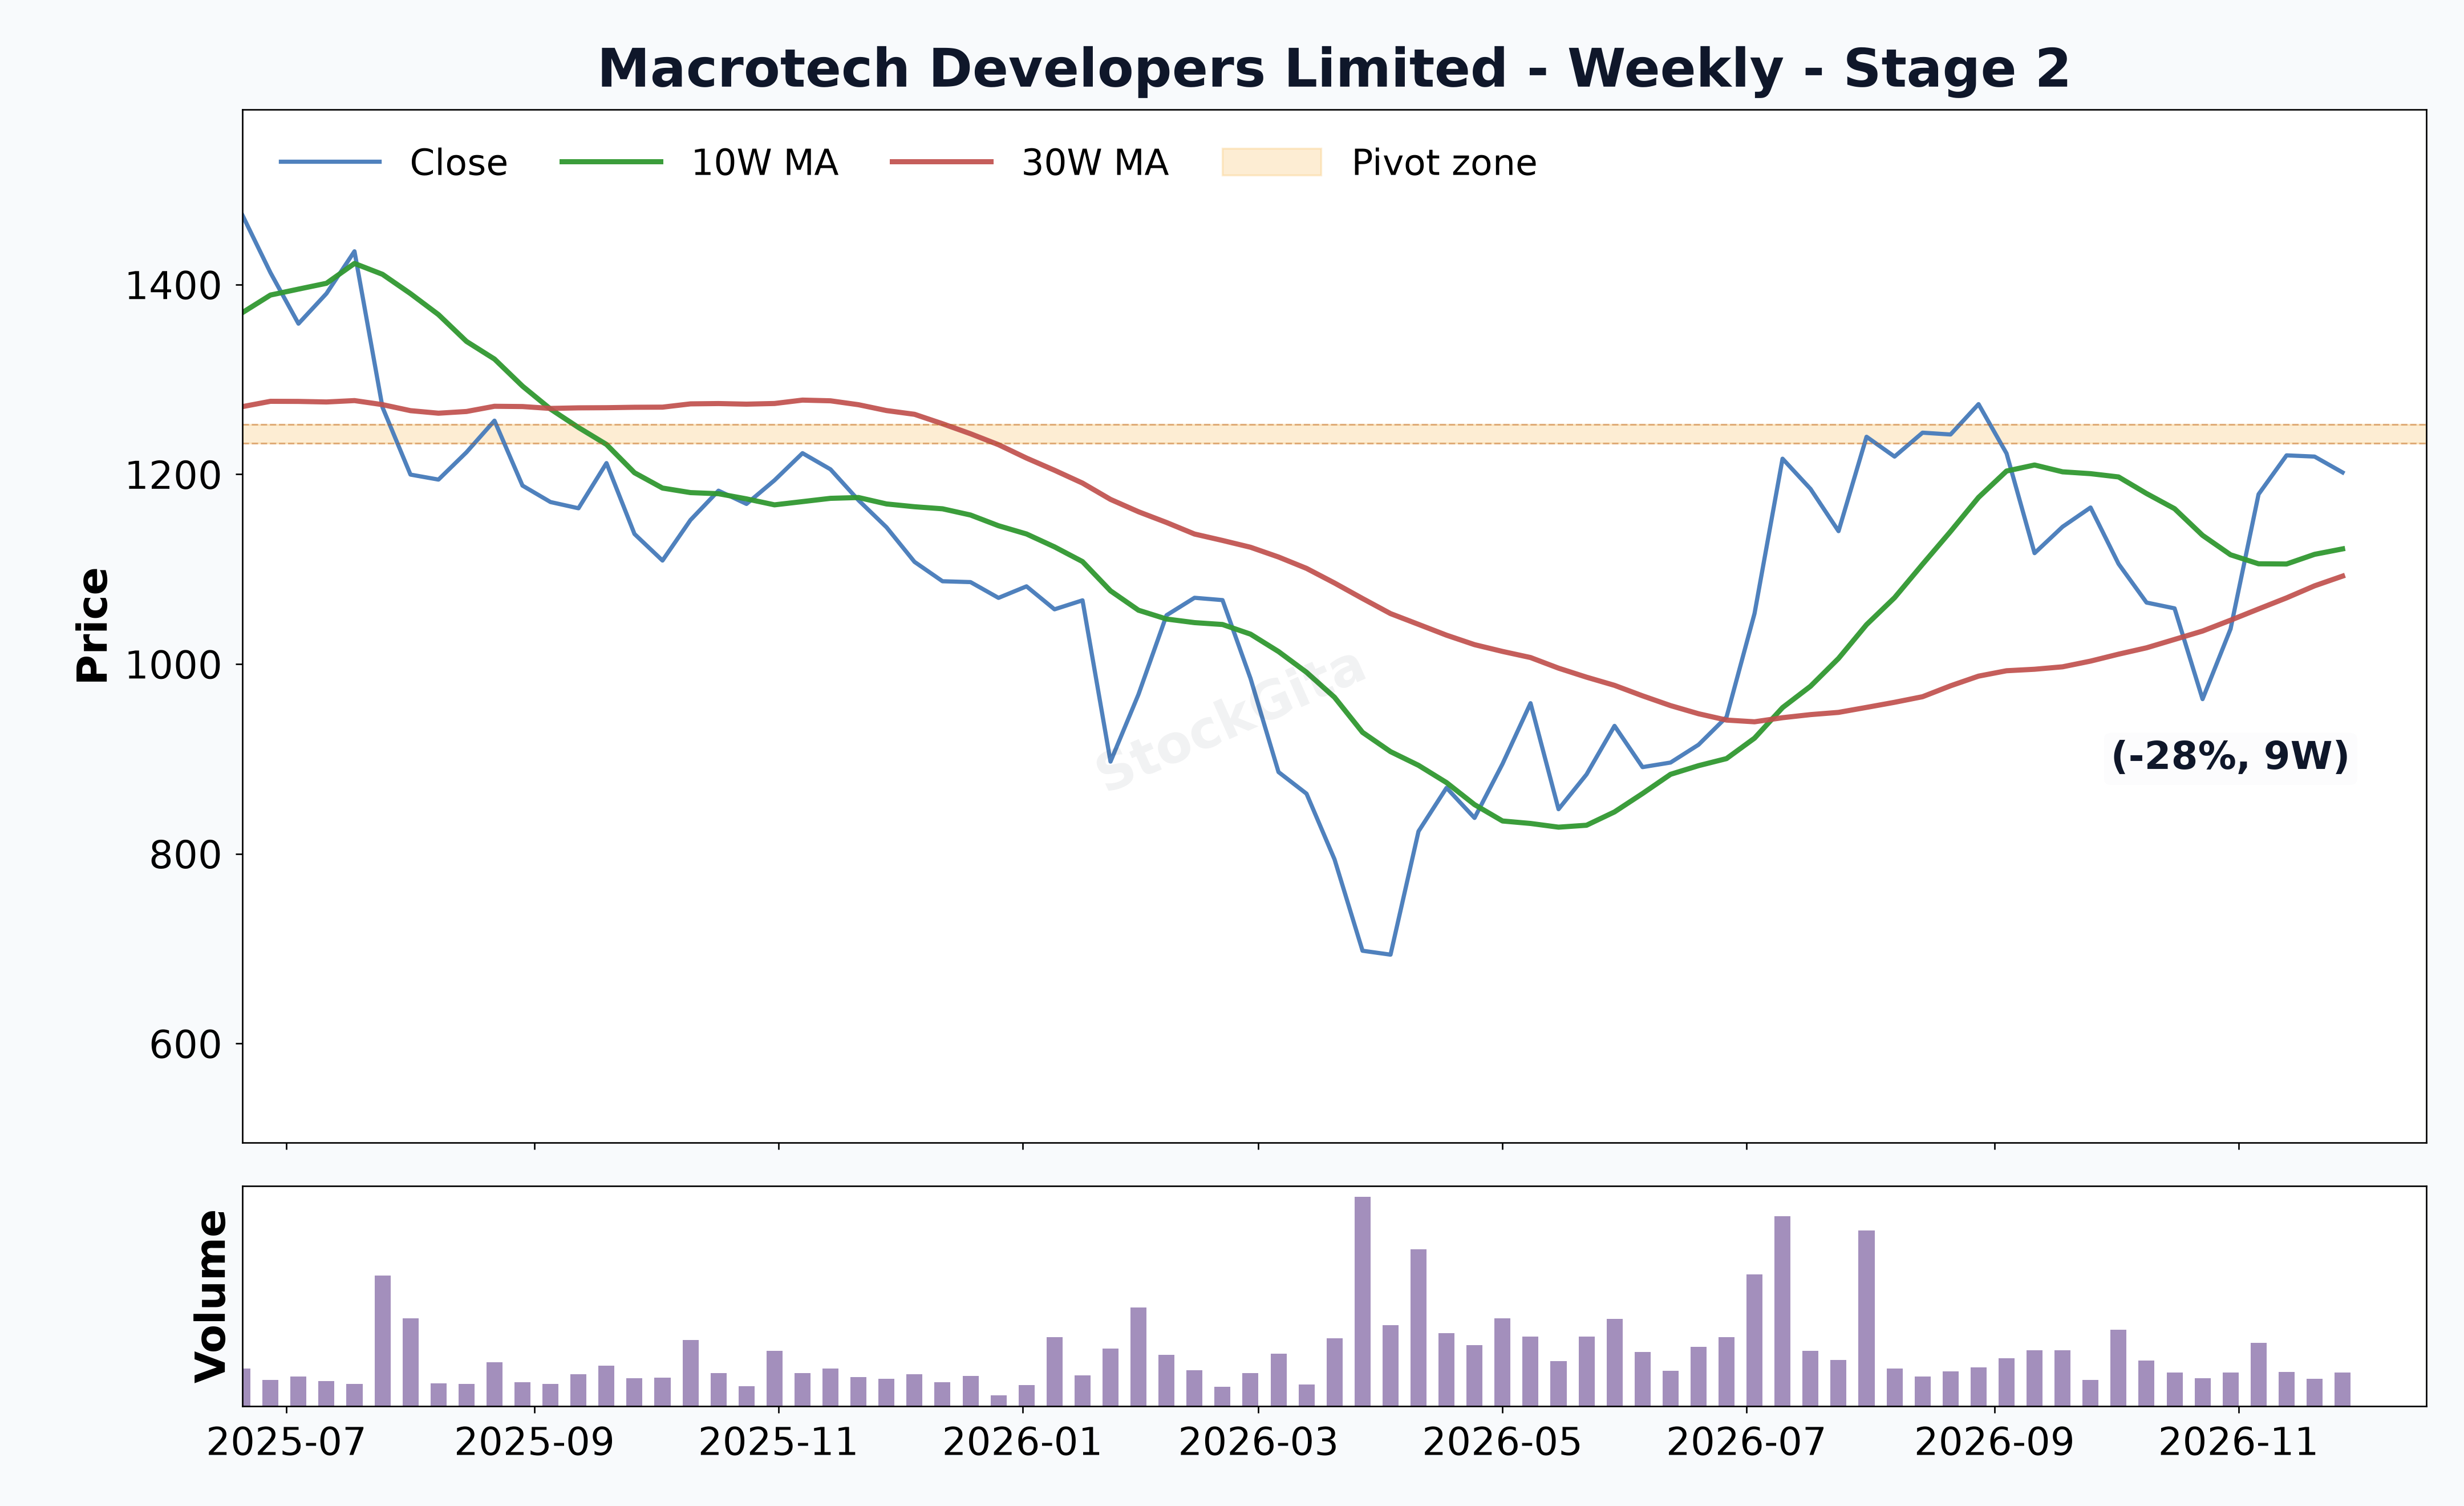 Macrotech Developers Limited - Weekly - Stage 2
Close 10W MA 30W MA Pivot zone
1400
1200
1000
800
600
Price
StockGita
(-28%, 9W)
Volume
2025-07 2025-09 2025-11 2026-01 2026-03 2026-05 2026-07 2026-09 2026-11